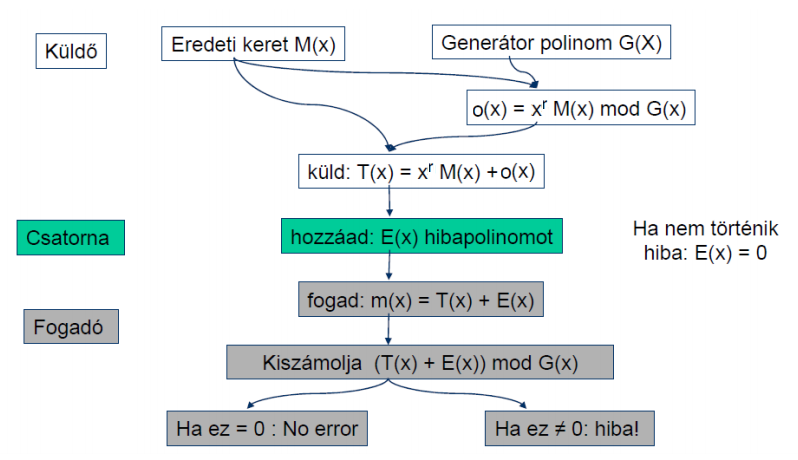 Küldő
Eredeti keret M(x)
Generátor polinom G(X)
o(x) = xʳ M(x) mod G(x)
küld: T(x) = xʳ M(x) +o(x)
Csatorna
hozzáad: E(x) hibapolinomot
Ha nem történik
hiba: E(x) = 0
fogad: m(x) = T(x) + E(x)
Fogadó
Kiszámolja (T(x) + E(x)) mod G(x)
Ha ez = 0 : No error
Ha ez ≠ 0: hiba!